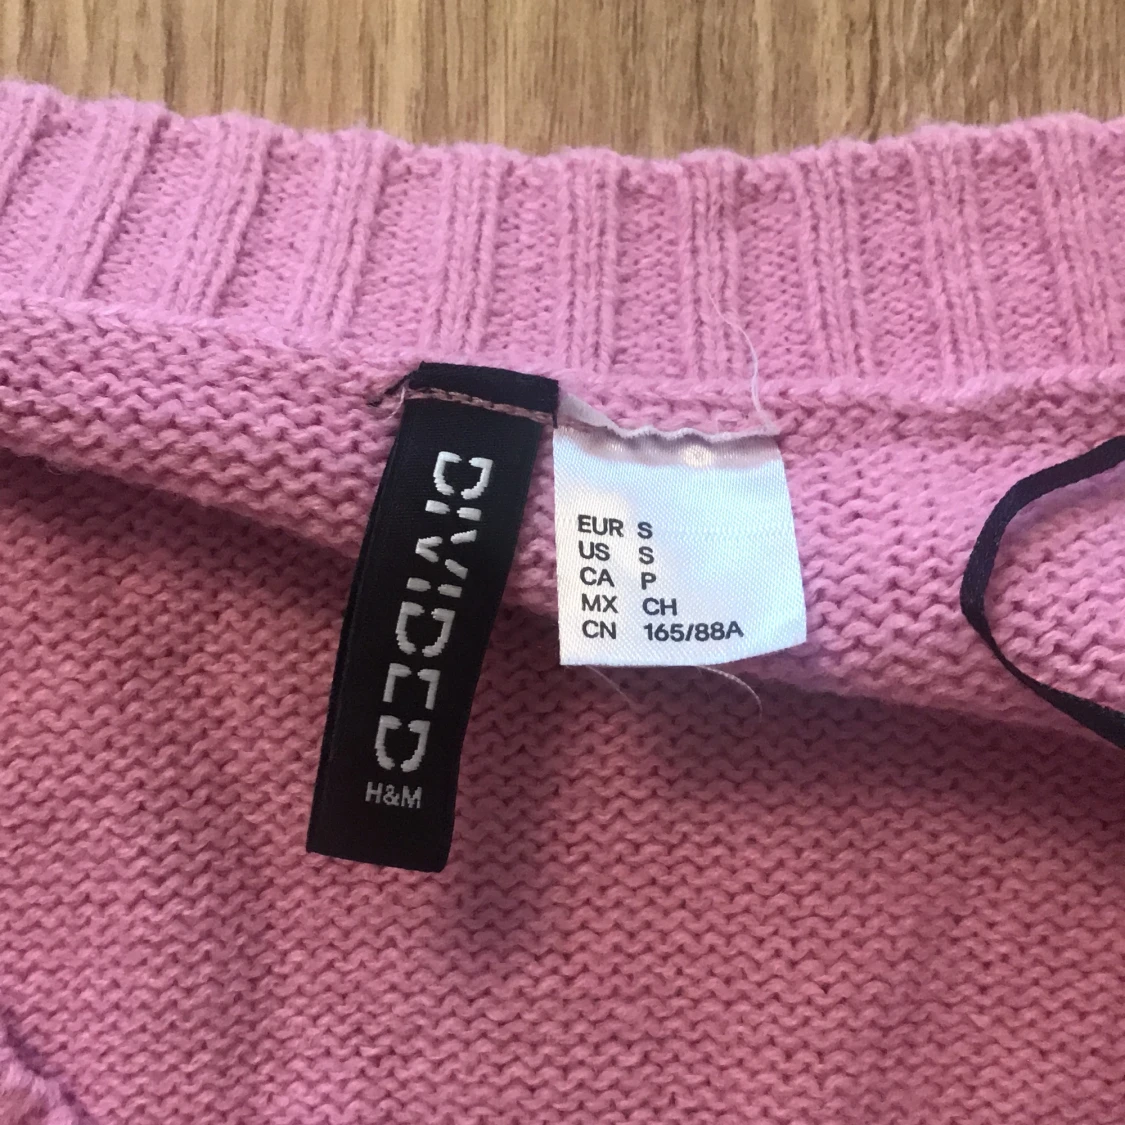 DIVIDED
H&M
EUR S
US S
CA P
MX CH
CN 165/88A